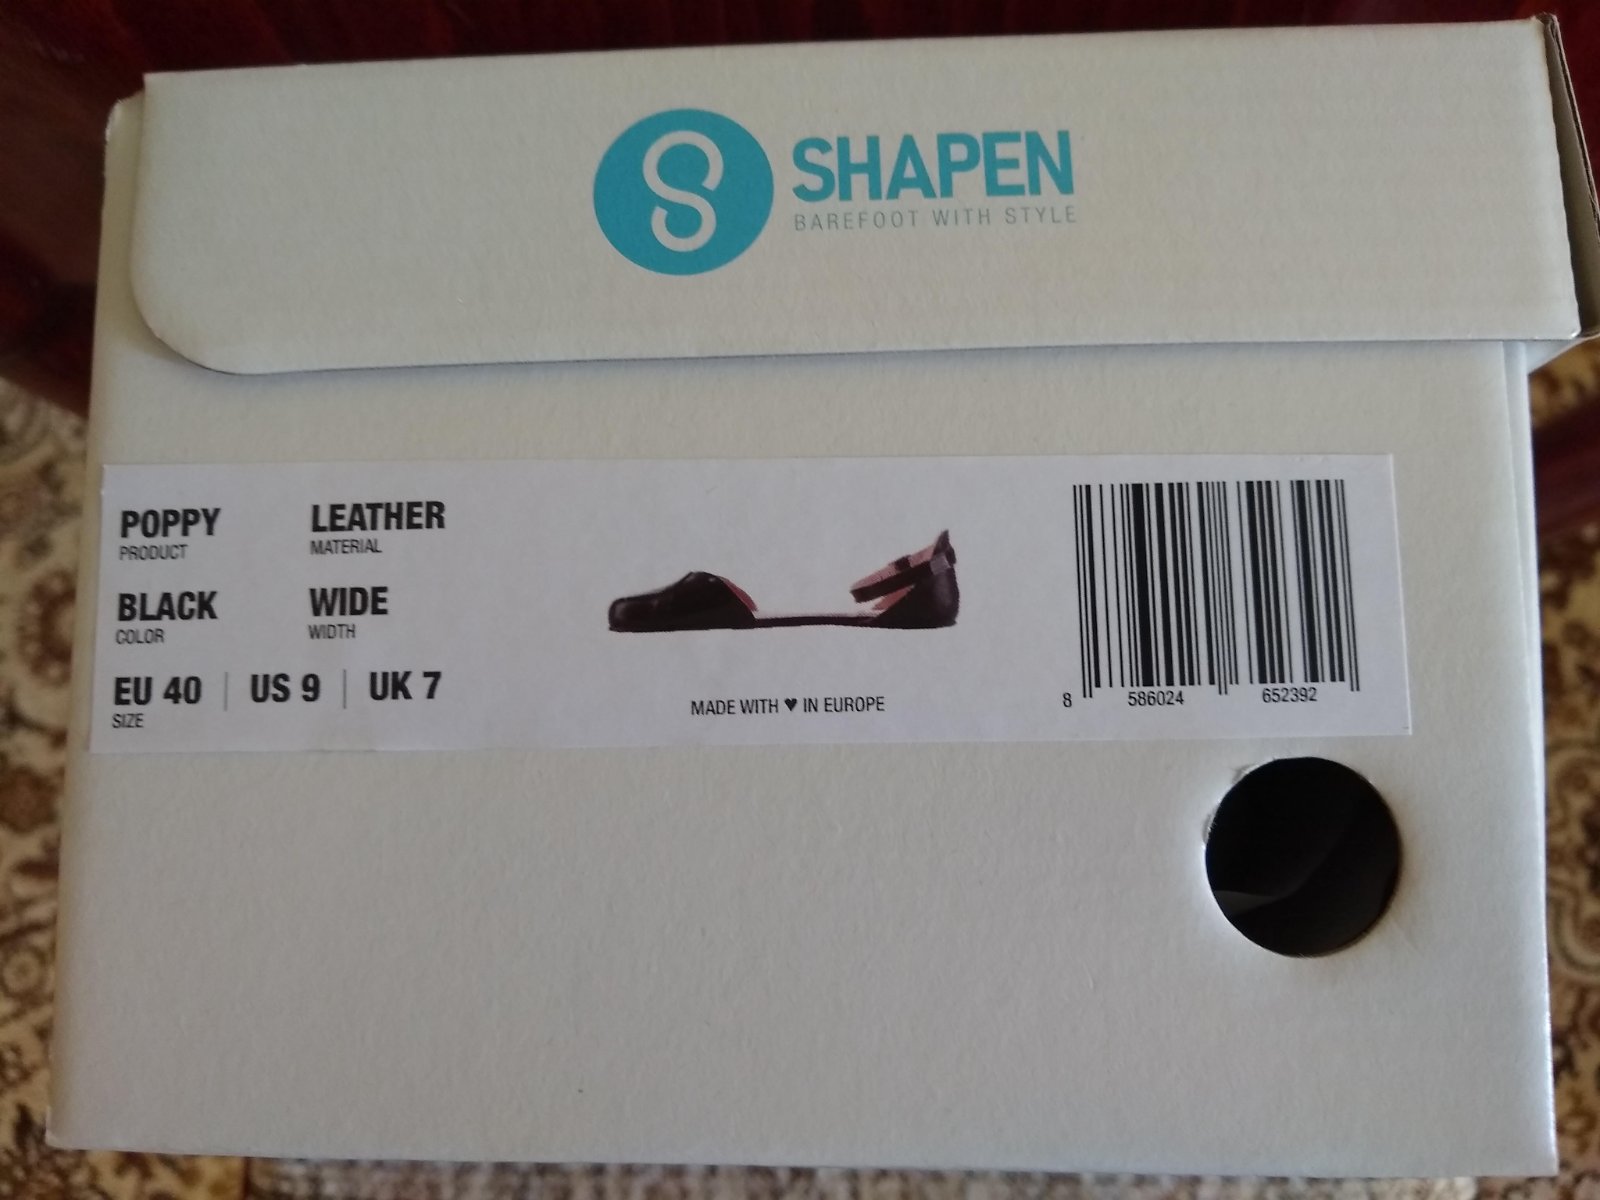 SHAPEN
BAREFOOT WITH STYLE
POPPY
PRODUCT
LEATHER
MATERIAL
BLACK
COLOR
WIDE
WIDTH
EU 40 | US 9 | UK 7
SIZE
MADE WITH ♥ IN EUROPE
8 586024 652392